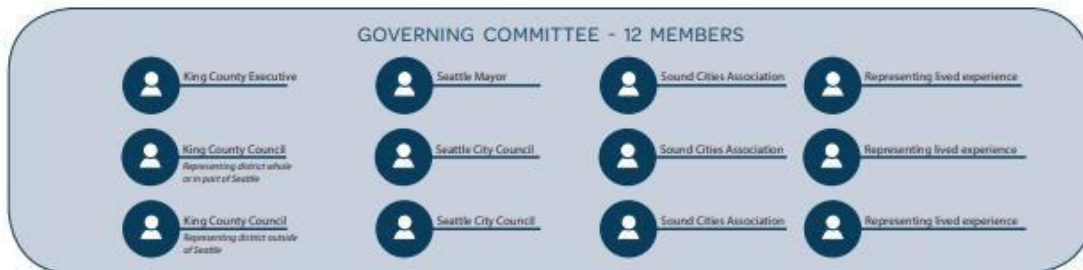 GOVERNING COMMITTEE - 12 MEMBERS
King County Executive
Seattle Mayor
Sound Cities Association
Representing lived experience
King County Council
Representing district whole
or in part of Seattle
Seattle City Council
Sound Cities Association
Representing lived experience
King County Council
Representing district outside
of Seattle
Seattle City Council
Sound Cities Association
Representing lived experience